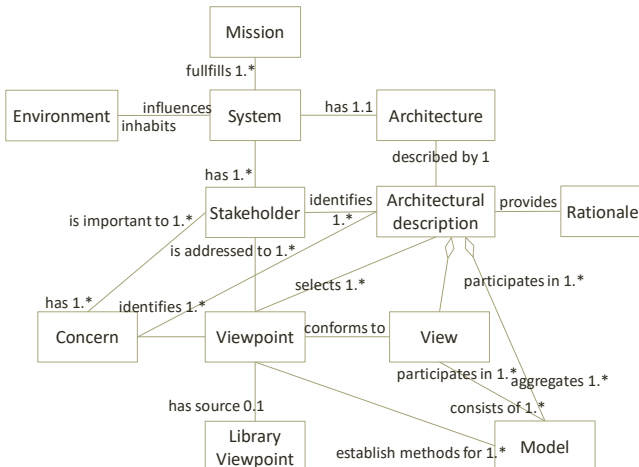 Mission
fullfills 1.*
Environment
influences
inhabits
System
has 1.1
Architecture
described by 1
has 1.*
Stakeholder
identifies
1.*
Architectural
description
provides
Rationale
is important to 1.*
is addressed to 1.*
selects 1.*
participates in 1.*
has 1.*
identifies 1.*
Concern
Viewpoint
conforms to
View
participates in 1.*
aggregates 1.*
has source 0.1
consists of 1.*
Library
Viewpoint
establish methods for 1.*
Model